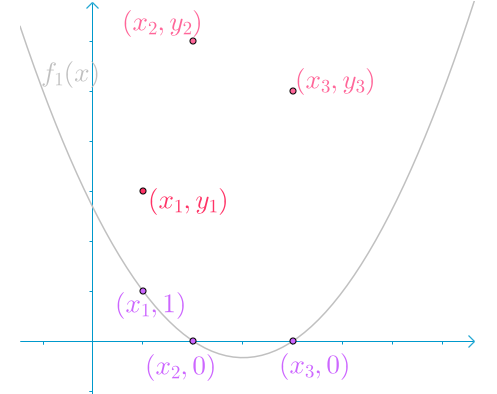 (x₂, y₂)
f₁(x)
(x₃, y₃)
(x₁, y₁)
(x₁, 1)
(x₂, 0)
(x₃, 0)